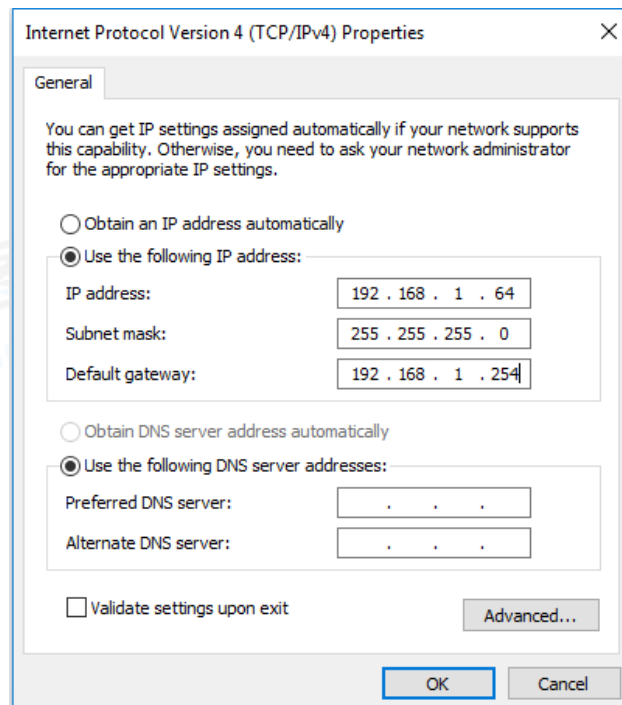 Internet Protocol Version 4 (TCP/IPv4) Properties
General
You can get IP settings assigned automatically if your network supports
this capability. Otherwise, you need to ask your network administrator
for the appropriate IP settings.
Obtain an IP address automatically
Use the following IP address:
IP address: 192 . 168 . 1 . 64
Subnet mask: 255 . 255 . 255 . 0
Default gateway: 192 . 168 . 1 . 254
Obtain DNS server address automatically
Use the following DNS server addresses:
Preferred DNS server: . . .
Alternate DNS server: . . .
Validate settings upon exit
Advanced...
OK Cancel